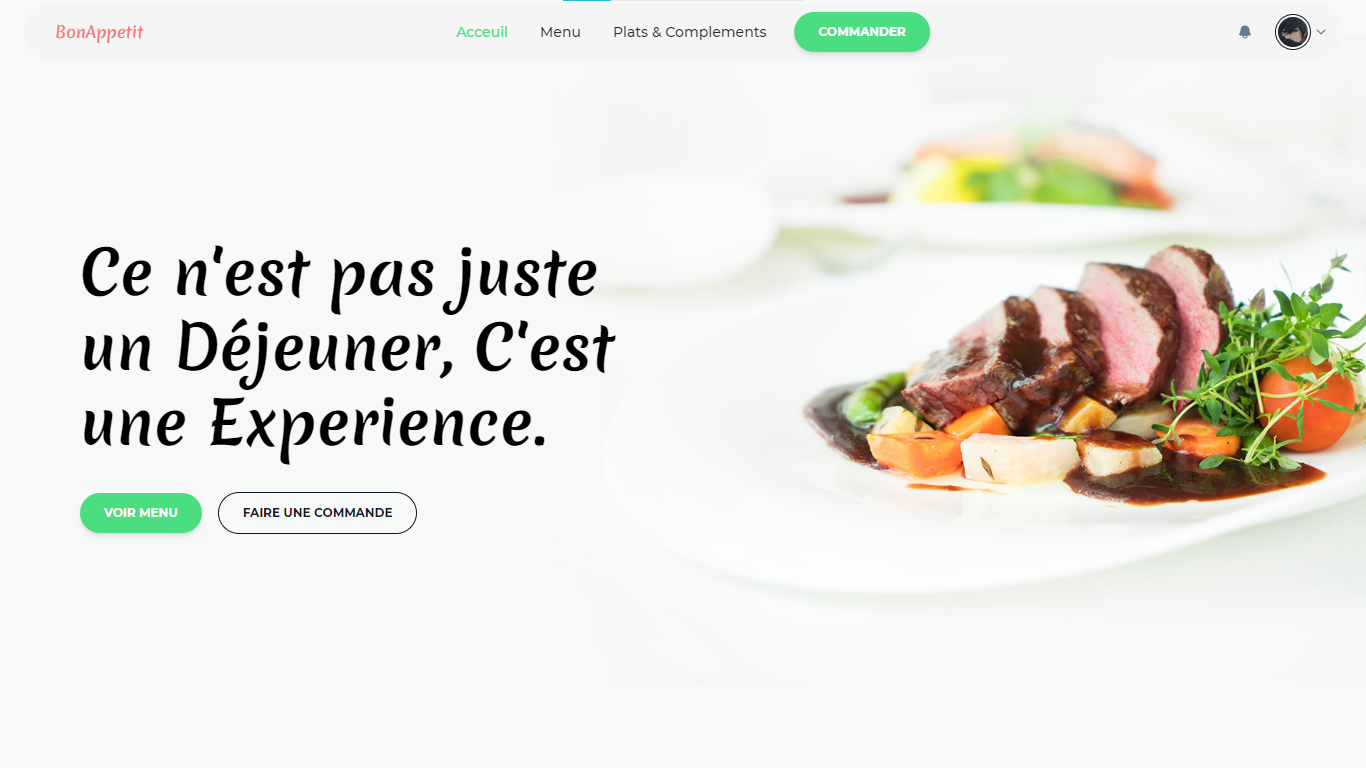 BonAppetit
Acceuil
Menu
Plats & Complements
COMMANDER
Ce n'est pas juste
un Déjeuner, C'est
une Experience.
VOIR MENU
FAIRE UNE COMMANDE